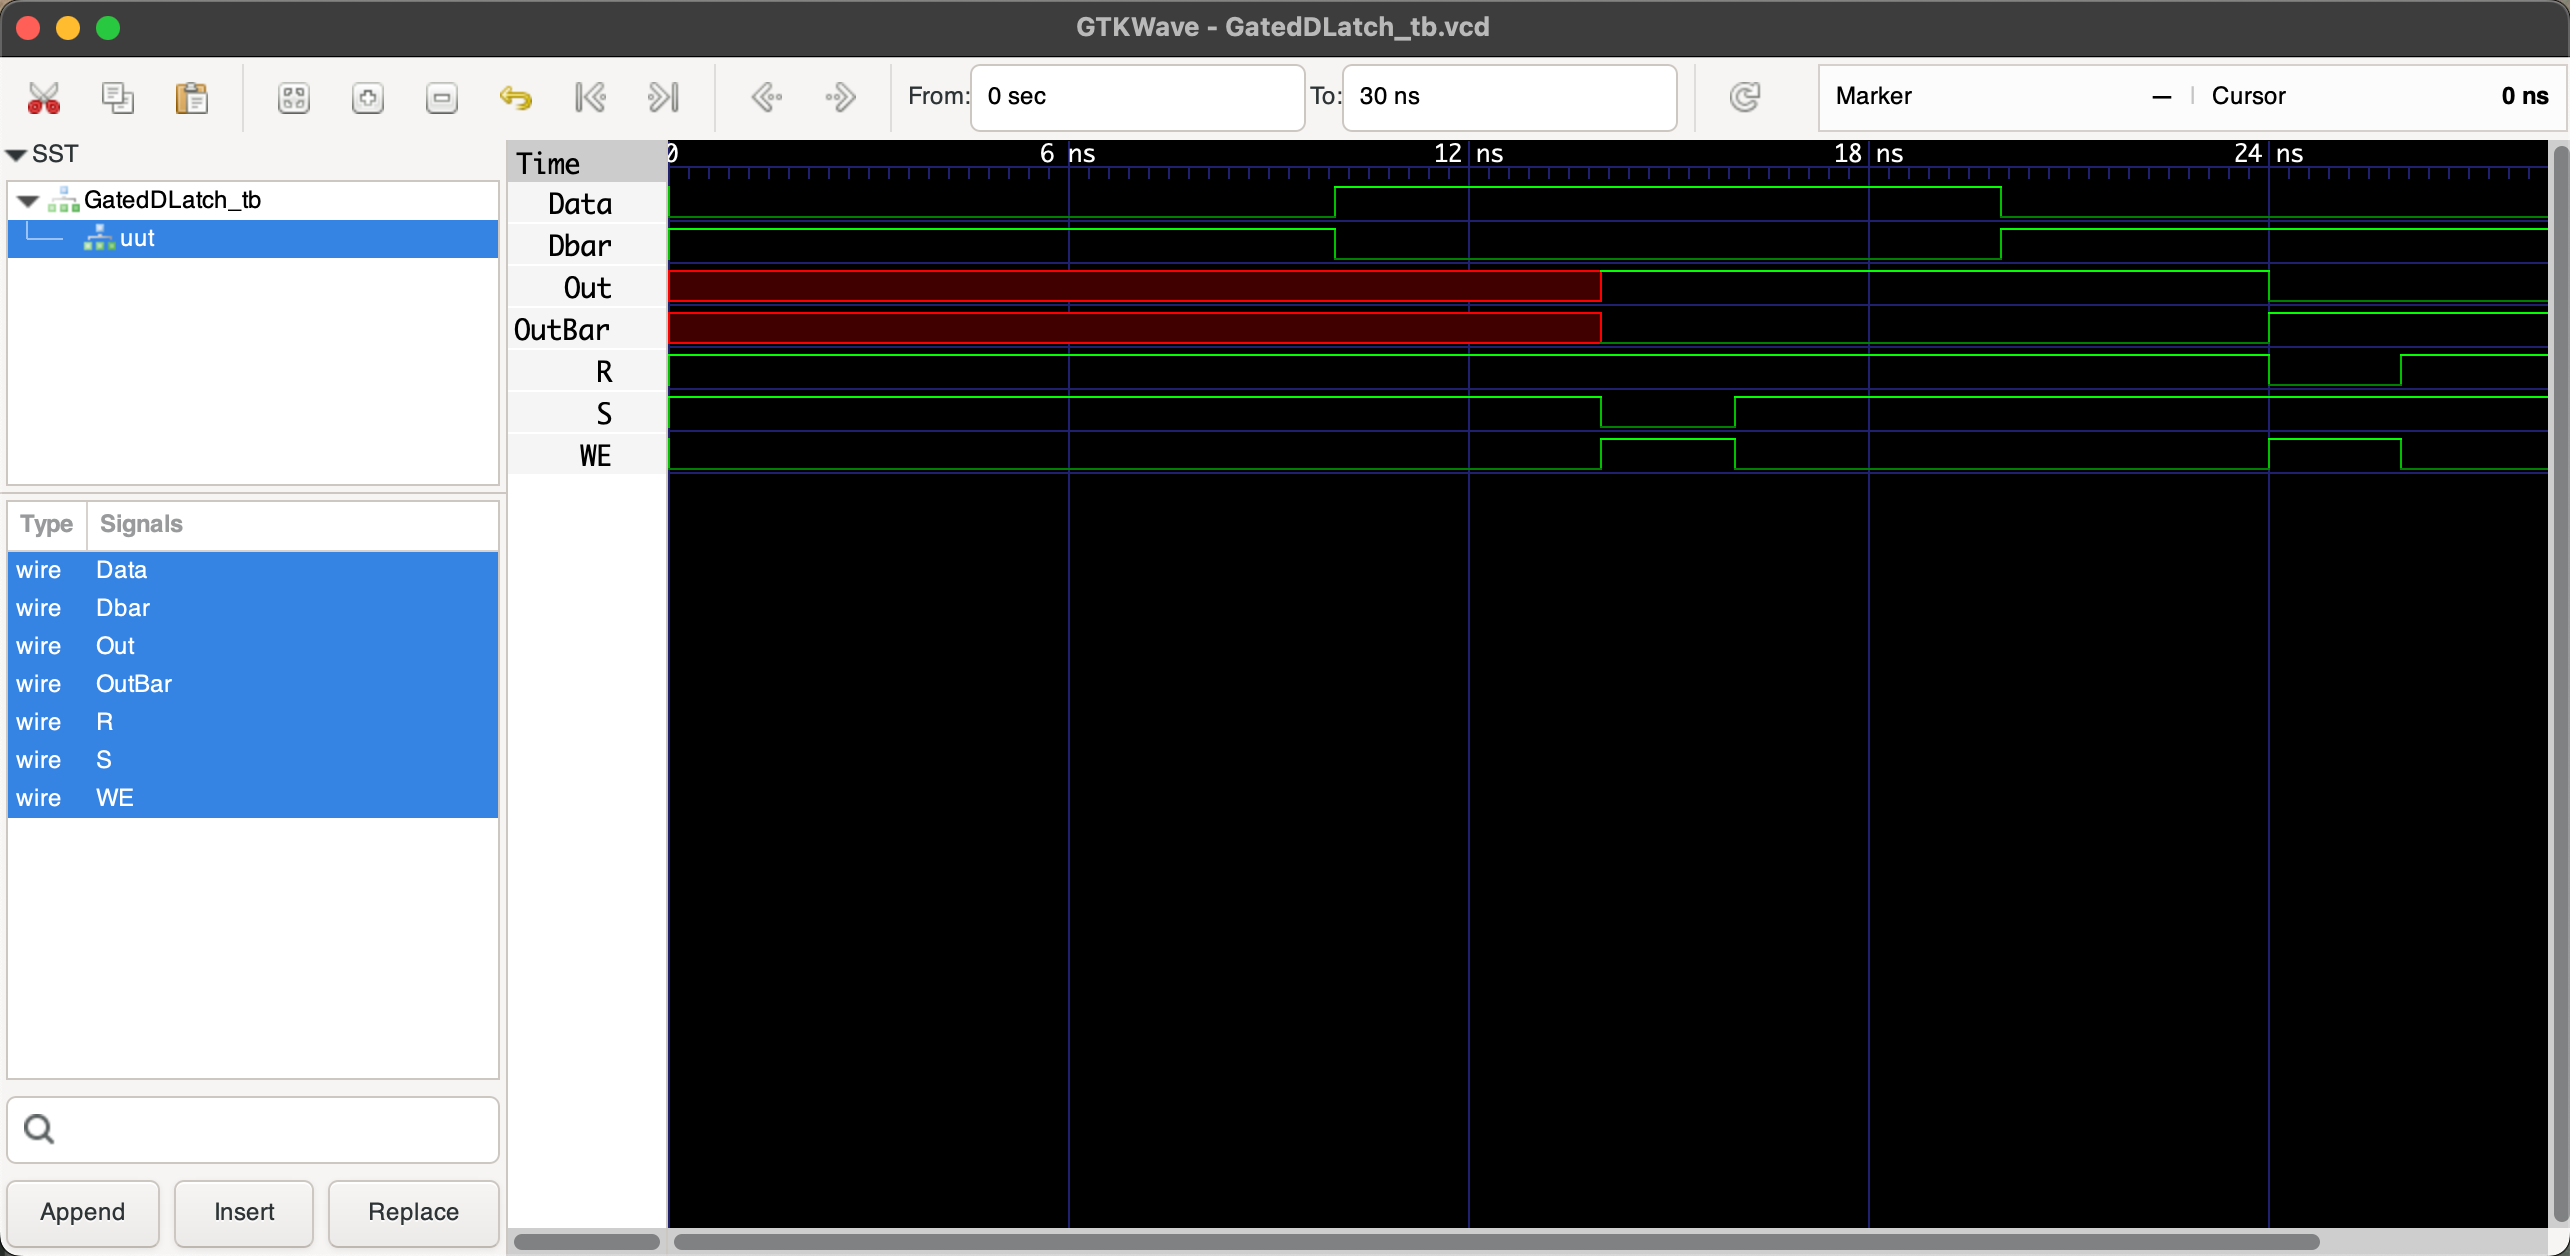 GTKWave - GatedDLatch_tb.vcd
From: 0 sec To: 30 ns Marker — | Cursor 0 ns
SST
GatedDLatch_tb
uut
Type Signals
wire Data
wire Dbar
wire Out
wire OutBar
wire R
wire S
wire WE
Append Insert Replace
Time
0 6 ns 12 ns 18 ns 24 ns
Data
Dbar
Out
OutBar
R
S
WE